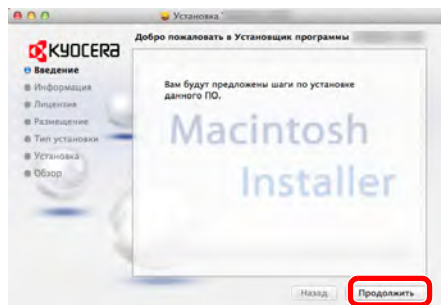 Установка
Добро пожаловать в Установщик программы
KYOCERA
Введение
Информация
Лицензия
Размещение
Тип установки
Установка
Обзор
Вам будут предложены шаги по установке
данного ПО.
Macintosh
Installer
Назад
Продолжить